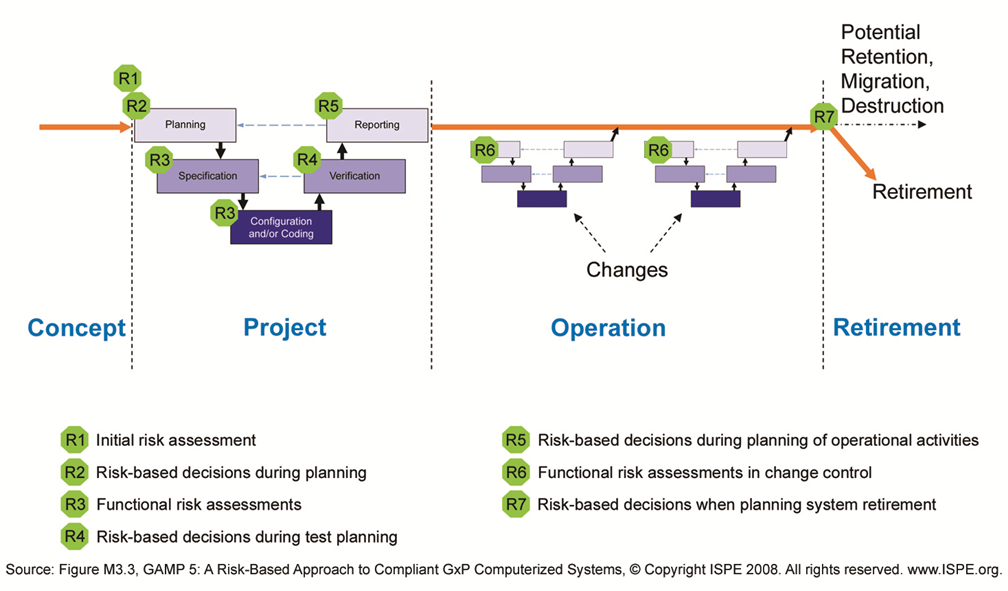 Potential
Retention,
Migration,
Destruction
R1
R2
Planning
R5
Reporting
R7
R3
Specification
R4
Verification
R6
R6
Retirement
R3
Configuration
and/or Coding
Changes
Concept
Project
Operation
Retirement
R1 Initial risk assessment
R2 Risk-based decisions during planning
R3 Functional risk assessments
R4 Risk-based decisions during test planning
R5 Risk-based decisions during planning of operational activities
R6 Functional risk assessments in change control
R7 Risk-based decisions when planning system retirement
Source: Figure M3.3, GAMP 5: A Risk-Based Approach to Compliant GxP Computerized Systems, © Copyright ISPE 2008. All rights reserved. www.ISPE.org.